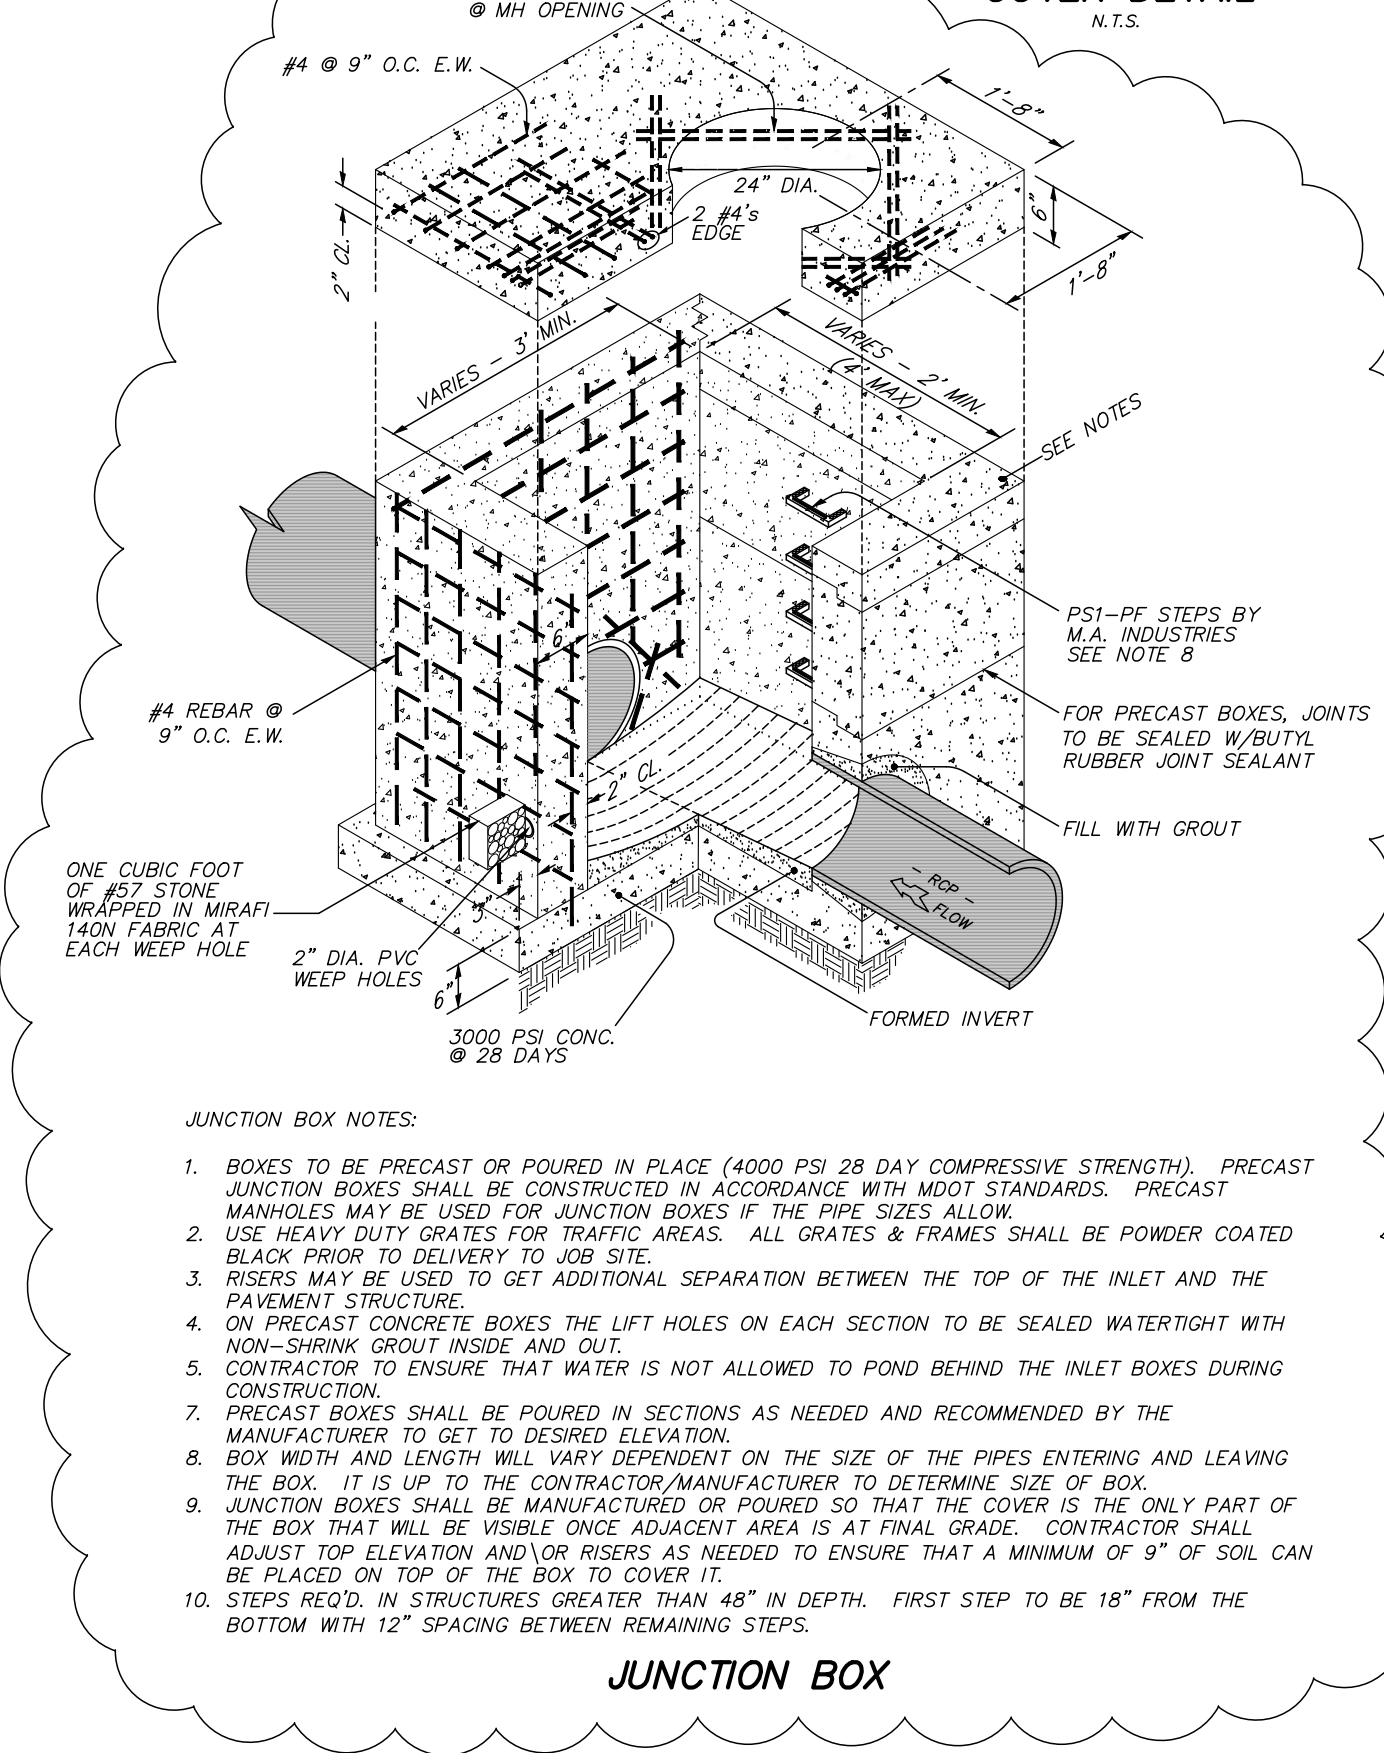 @ MH OPENING
N.T.S.
#4 @ 9" O.C. E.W.
1'-8"
24" DIA.
2 #4's
EDGE
6"
1'-8"
2" CL.
VARIES - 3' MIN.
VARIES - 2' MIN.
(4' MAX)
SEE NOTES
PS1-PF STEPS BY
M.A. INDUSTRIES
SEE NOTE 8
6"
#4 REBAR @
9" O.C. E.W.
FOR PRECAST BOXES, JOINTS
TO BE SEALED W/BUTYL
RUBBER JOINT SEALANT
2" CL.
FILL WITH GROUT
ONE CUBIC FOOT
OF #57 STONE
WRAPPED IN MIRAFI
140N FABRIC AT
EACH WEEP HOLE
3"
- RCP -
FLOW
2" DIA. PVC
WEEP HOLES
6"
FORMED INVERT
3000 PSI CONC.
@ 28 DAYS
JUNCTION BOX NOTES:
1. BOXES TO BE PRECAST OR POURED IN PLACE (4000 PSI 28 DAY COMPRESSIVE STRENGTH). PRECAST
JUNCTION BOXES SHALL BE CONSTRUCTED IN ACCORDANCE WITH MDOT STANDARDS. PRECAST
MANHOLES MAY BE USED FOR JUNCTION BOXES IF THE PIPE SIZES ALLOW.
2. USE HEAVY DUTY GRATES FOR TRAFFIC AREAS. ALL GRATES & FRAMES SHALL BE POWDER COATED
BLACK PRIOR TO DELIVERY TO JOB SITE.
3. RISERS MAY BE USED TO GET ADDITIONAL SEPARATION BETWEEN THE TOP OF THE INLET AND THE
PAVEMENT STRUCTURE.
4. ON PRECAST CONCRETE BOXES THE LIFT HOLES ON EACH SECTION TO BE SEALED WATERTIGHT WITH
NON-SHRINK GROUT INSIDE AND OUT.
5. CONTRACTOR TO ENSURE THAT WATER IS NOT ALLOWED TO POND BEHIND THE INLET BOXES DURING
CONSTRUCTION.
7. PRECAST BOXES SHALL BE POURED IN SECTIONS AS NEEDED AND RECOMMENDED BY THE
MANUFACTURER TO GET TO DESIRED ELEVATION.
8. BOX WIDTH AND LENGTH WILL VARY DEPENDENT ON THE SIZE OF THE PIPES ENTERING AND LEAVING
THE BOX. IT IS UP TO THE CONTRACTOR/MANUFACTURER TO DETERMINE SIZE OF BOX.
9. JUNCTION BOXES SHALL BE MANUFACTURED OR POURED SO THAT THE COVER IS THE ONLY PART OF
THE BOX THAT WILL BE VISIBLE ONCE ADJACENT AREA IS AT FINAL GRADE. CONTRACTOR SHALL
ADJUST TOP ELEVATION AND\OR RISERS AS NEEDED TO ENSURE THAT A MINIMUM OF 9" OF SOIL CAN
BE PLACED ON TOP OF THE BOX TO COVER IT.
10. STEPS REQ'D. IN STRUCTURES GREATER THAN 48" IN DEPTH. FIRST STEP TO BE 18" FROM THE
BOTTOM WITH 12" SPACING BETWEEN REMAINING STEPS.
JUNCTION BOX